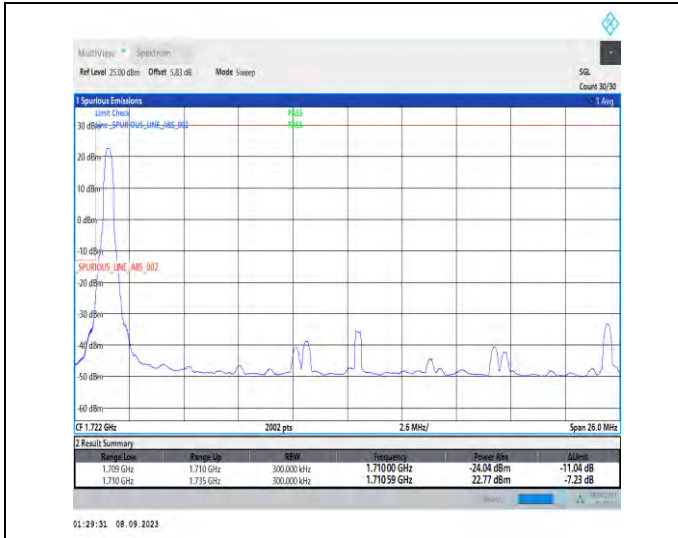 MultiView Spectrum
Ref Level 25.00 dBm Offset 5.83 dB Mode Sweep SGL
Count 30/30
1 Spurious Emissions 1 Avg
Limit Check PASS
30 dBm Line _SPURIOUS_LINE_ABS_002 PASS
20 dBm
10 dBm
0 dBm
-10 dBm
_SPURIOUS_LINE_ABS_002
-20 dBm
-30 dBm
-40 dBm
-50 dBm
-60 dBm
CF 1.722 GHz 2002 pts 2.6 MHz/ Span 26.0 MHz
2 Result Summary
Range Low Range Up RBW Frequency Power Abs ΔLimit
1.709 GHz 1.710 GHz 300.000 kHz 1.71000 GHz -24.04 dBm -11.04 dB
1.710 GHz 1.735 GHz 300.000 kHz 1.71059 GHz 22.77 dBm -7.23 dB
01:29:31 08.09.2023